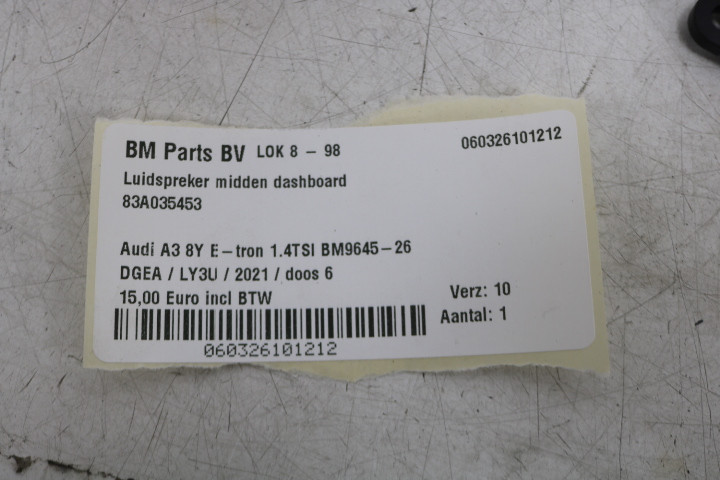 BM Parts BV LOK 8 - 98 060326101212
Luidspreker midden dashboard
83A035453
Audi A3 8Y E-tron 1.4TSI BM9645-26
DGEA / LY3U / 2021 / doos 6
15,00 Euro incl BTW Verz: 10
Aantal: 1
060326101212